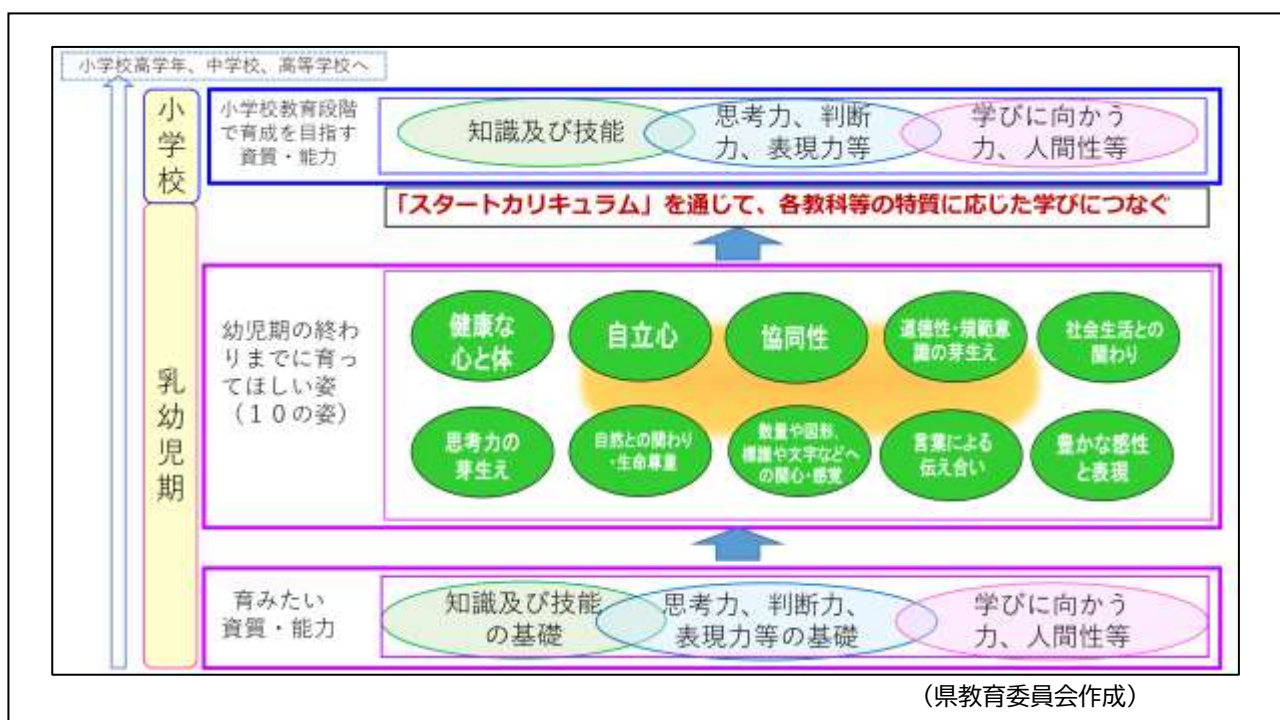 小学校高学年、中学校、高等学校へ
小学校
小学校教育段階
で育成を目指す
資質・能力
知識及び技能
思考力、判断
力、表現力等
学びに向かう
力、人間性等
「スタートカリキュラム」を通じて、各教科等の特質に応じた学びにつなぐ
乳幼児期
幼児期の終わ
りまでに育っ
てほしい姿
(10の姿)
健康な
心と体
自立心
協同性
道徳性・規範意
識の芽生え
社会生活との
関わり
思考力の
芽生え
自然との関わり
・生命尊重
数量や図形、
標識や文字などへ
の関心・感覚
言葉による
伝え合い
豊かな感性
と表現
育みたい
資質・能力
知識及び技能
の基礎
思考力、判断力、
表現力等の基礎
学びに向かう
力、人間性等
(県教育委員会作成)